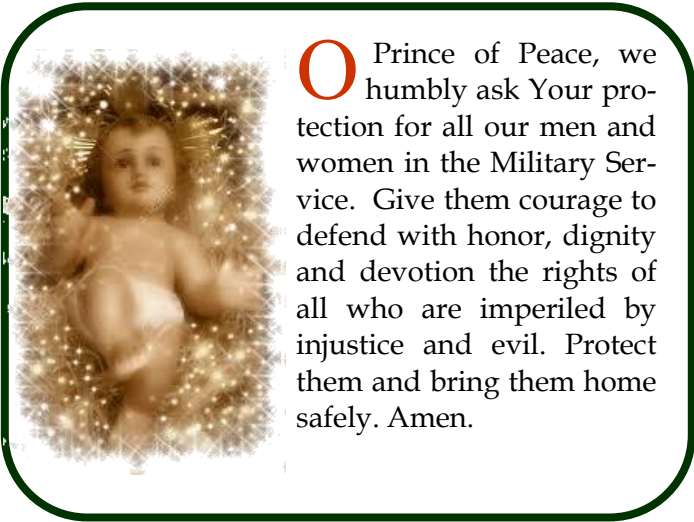 O Prince of Peace, we
humbly ask Your pro-
tection for all our men and
women in the Military Ser-
vice. Give them courage to
defend with honor, dignity
and devotion the rights of
all who are imperiled by
injustice and evil. Protect
them and bring them home
safely. Amen.